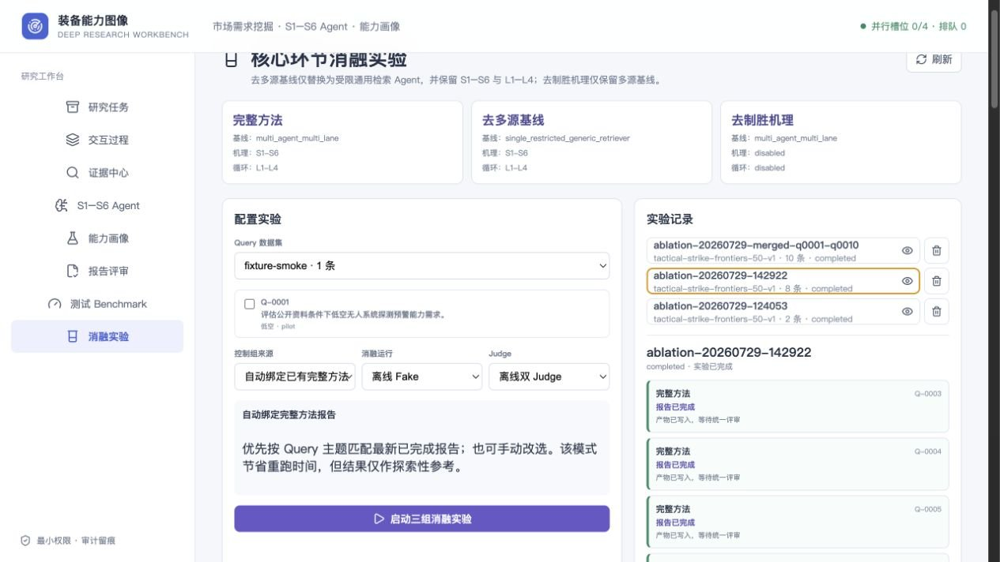 装备能力图像
DEEP RESEARCH WORKBENCH
市场需求挖掘 · S1—S6 Agent · 能力画像
并行槽位 0/4 · 排队 0
研究工作台
研究任务
交互过程
证据中心
S1—S6 Agent
能力画像
报告评审
测试 Benchmark
消融实验
最小权限 · 审计留痕
核心环节消融实验
刷新
去多源基线仅替换为受限通用检索 Agent，并保留 S1—S6 与 L1—L4；去制胜机理仅保留多源基线。
完整方法
基线：multi_agent_multi_lane
机理：S1–S6
循环：L1–L4
去多源基线
基线：single_restricted_generic_retriever
机理：S1–S6
循环：L1–L4
去制胜机理
基线：multi_agent_multi_lane
机理：disabled
循环：disabled
配置实验
Query 数据集
fixture-smoke · 1 条
Q-0001
评估公开资料条件下低空无人系统探测预警能力需求。
低空 · pilot
控制组来源
消融运行
Judge
自动绑定已有完整方法
离线 Fake
离线双 Judge
自动绑定完整方法报告
优先按 Query 主题匹配最新已完成报告；也可手动改选。该模式
节省重跑时间，但结果仅作探索性参考。
启动三组消融实验
实验记录
ablation-20260729-merged-q0001-q0010
tactical-strike-frontiers-50-v1 · 10 条 · completed
ablation-20260729-142922
tactical-strike-frontiers-50-v1 · 8 条 · completed
ablation-20260729-124053
tactical-strike-frontiers-50-v1 · 2 条 · completed
ablation-20260729-142922
completed · 实验已完成
完整方法
Q-0003
报告已完成
产物已写入，等待统一评审
完整方法
Q-0004
报告已完成
产物已写入，等待统一评审
完整方法
Q-0005
报告已完成
产物已写入，等待统一评审